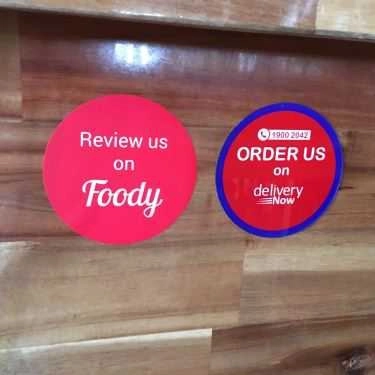 Review us
on
Foody
1900 2042
ORDER US
on
delivery
Now